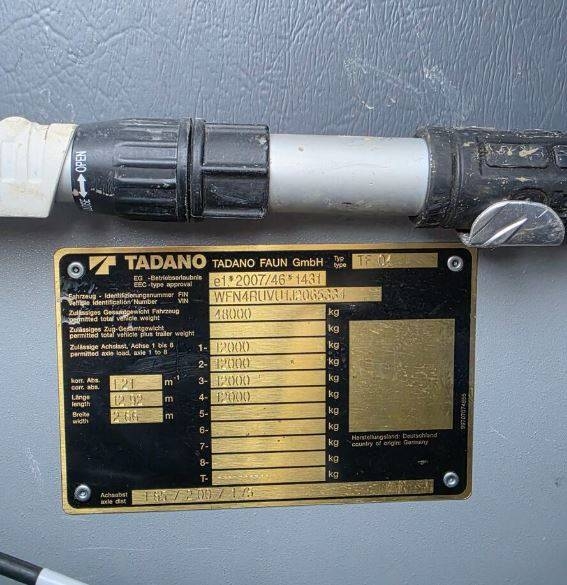 OPEN
TADANO TADANO FAUN GmbH Typ type
EG -Betriebserlaubnis
EEC-type approval e1*2007/46*1431
Fahrzeug - Identifizierungsnummer FIN
Vehicle Identification Number VIN
Zulässiges Gesamtgewicht Fahrzeug
permitted total vehicle weight 48000 kg
Zulässiges Zug-Gesamtgewicht
permitted total vehicle plus trailer weight kg
Zulässige Achslast, Achse 1 bis 8
permitted axle load, axle 1 to 8
1- 12000 kg
2- 12000 kg
3- 12000 kg
4- 12000 kg
5- kg
6- kg
7- kg
8- kg
T- kg
korr. Abs.
corr. abs. 1.21 m⁻¹
Länge
length 12.92 m
Breite
width m
Herstellungsland: Deutschland
country of origin: Germany
Achsabst
axle dist